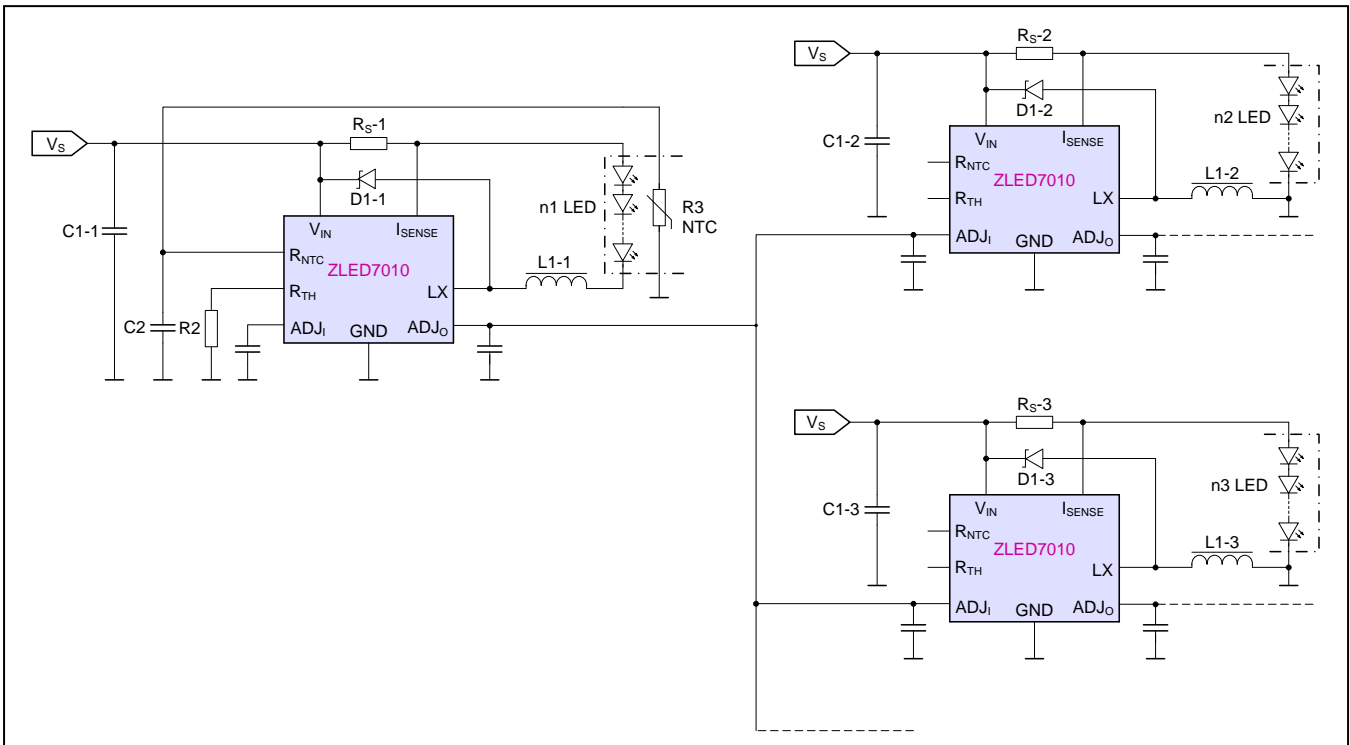 VS
RS-1
D1-1
C1-1
n1 LED
R3
NTC
VIN
ISENSE
RNTC
ZLED7010
RTH
LX
L1-1
C2
R2
ADJI
GND
ADJO
VS
RS-2
D1-2
C1-2
n2 LED
VIN
ISENSE
RNTC
ZLED7010
RTH
LX
L1-2
ADJI
GND
ADJO
VS
RS-3
D1-3
C1-3
n3 LED
VIN
ISENSE
RNTC
ZLED7010
RTH
LX
L1-3
ADJI
GND
ADJO